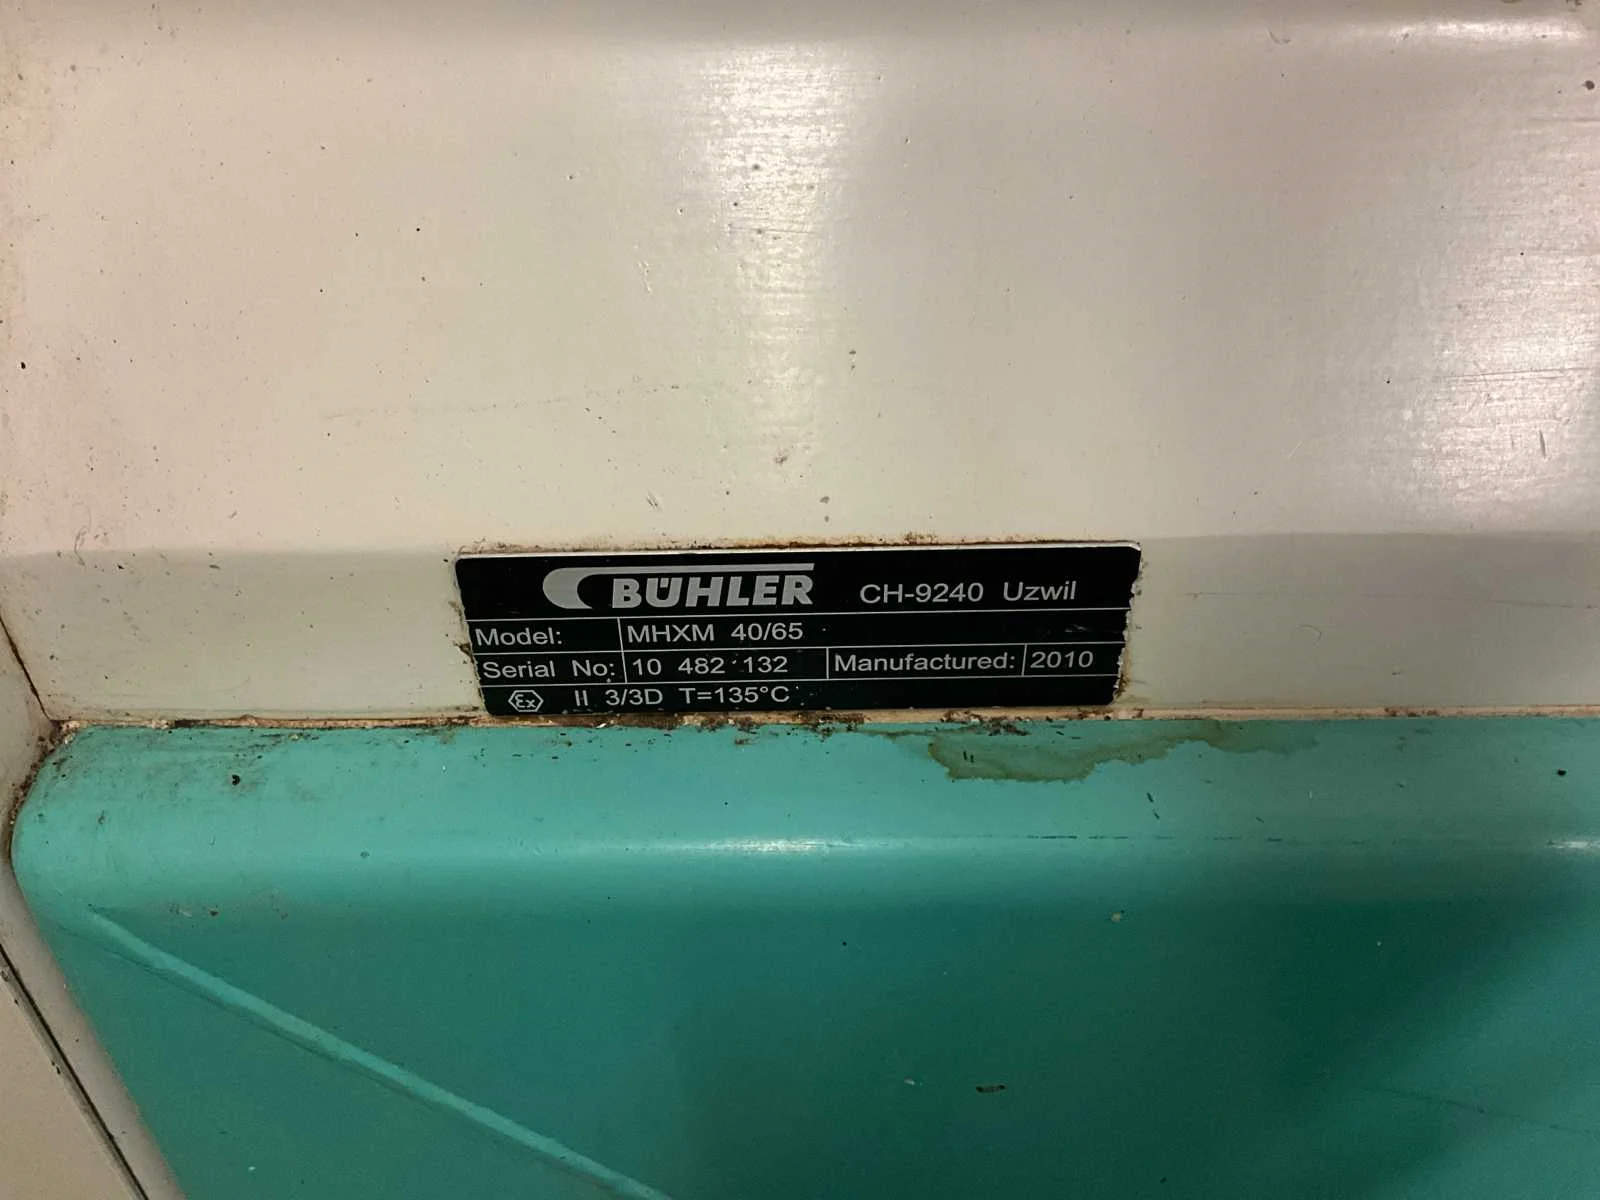 BÜHLER CH-9240 Uzwil
Model: MHXM 40/65
Serial No: 10 482 132 Manufactured: 2010
Ex II 3/3D T=135°C